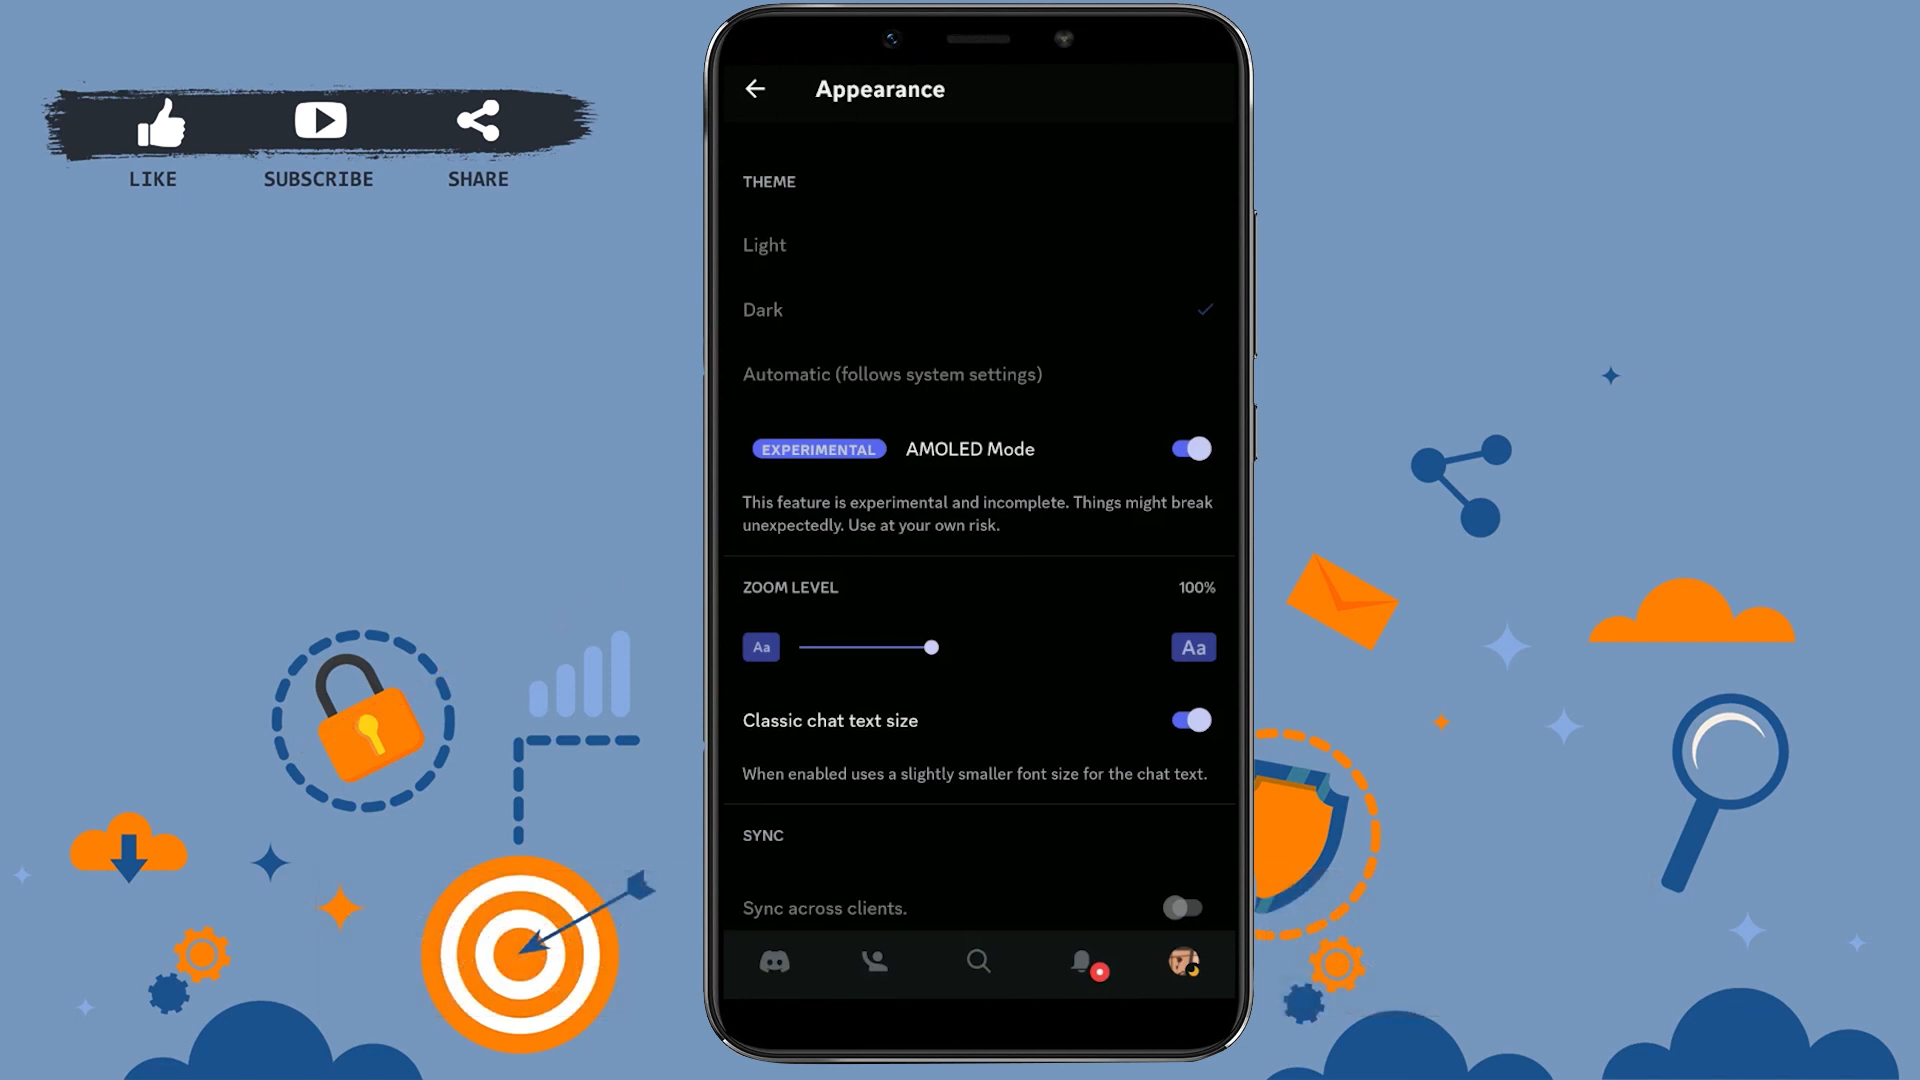 LIKE
SUBSCRIBE
SHARE
Appearance
THEME
Light
Dark
Automatic (follows system settings)
EXPERIMENTAL AMOLED Mode
This feature is experimental and incomplete. Things might break
unexpectedly. Use at your own risk.
ZOOM LEVEL 100%
Aa Aa
Classic chat text size
When enabled uses a slightly smaller font size for the chat text.
SYNC
Sync across clients.